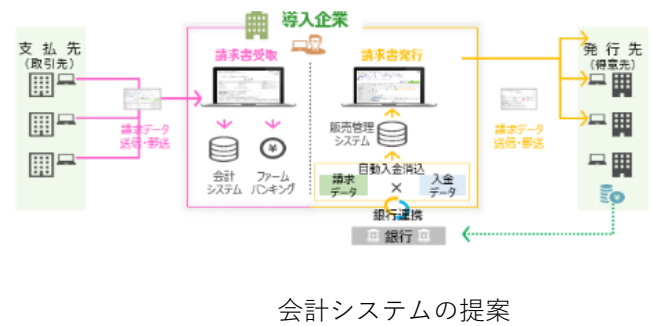 導入企業
支払先
(取引先)
請求書受取
請求書発行
発行先
(得意先)
請求データ
送信・郵送
販売管理
システム
請求データ
送信・郵送
会計
システム
ファーム
バンキング
¥
自動入金消込
請求
データ
×
入金
データ
銀行連携
銀行
会計システムの提案